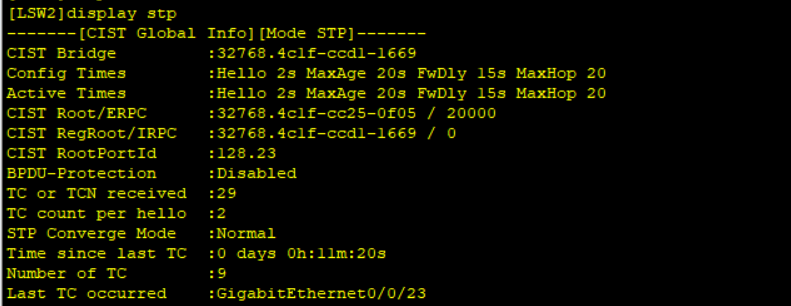 [LSW2]display stp
-------[CIST Global Info][Mode STP]-------
CIST Bridge         :32768.4c1f-ccd1-1669
Config Times        :Hello 2s MaxAge 20s FwDly 15s MaxHop 20
Active Times        :Hello 2s MaxAge 20s FwDly 15s MaxHop 20
CIST Root/ERPC      :32768.4c1f-cc25-0f05 / 20000
CIST RegRoot/IRPC   :32768.4c1f-ccd1-1669 / 0
CIST RootPortId     :128.23
BPDU-Protection     :Disabled
TC or TCN received  :29
TC count per hello  :2
STP Converge Mode   :Normal
Time since last TC  :0 days 0h:11m:20s
Number of TC        :9
Last TC occurred    :GigabitEthernet0/0/23